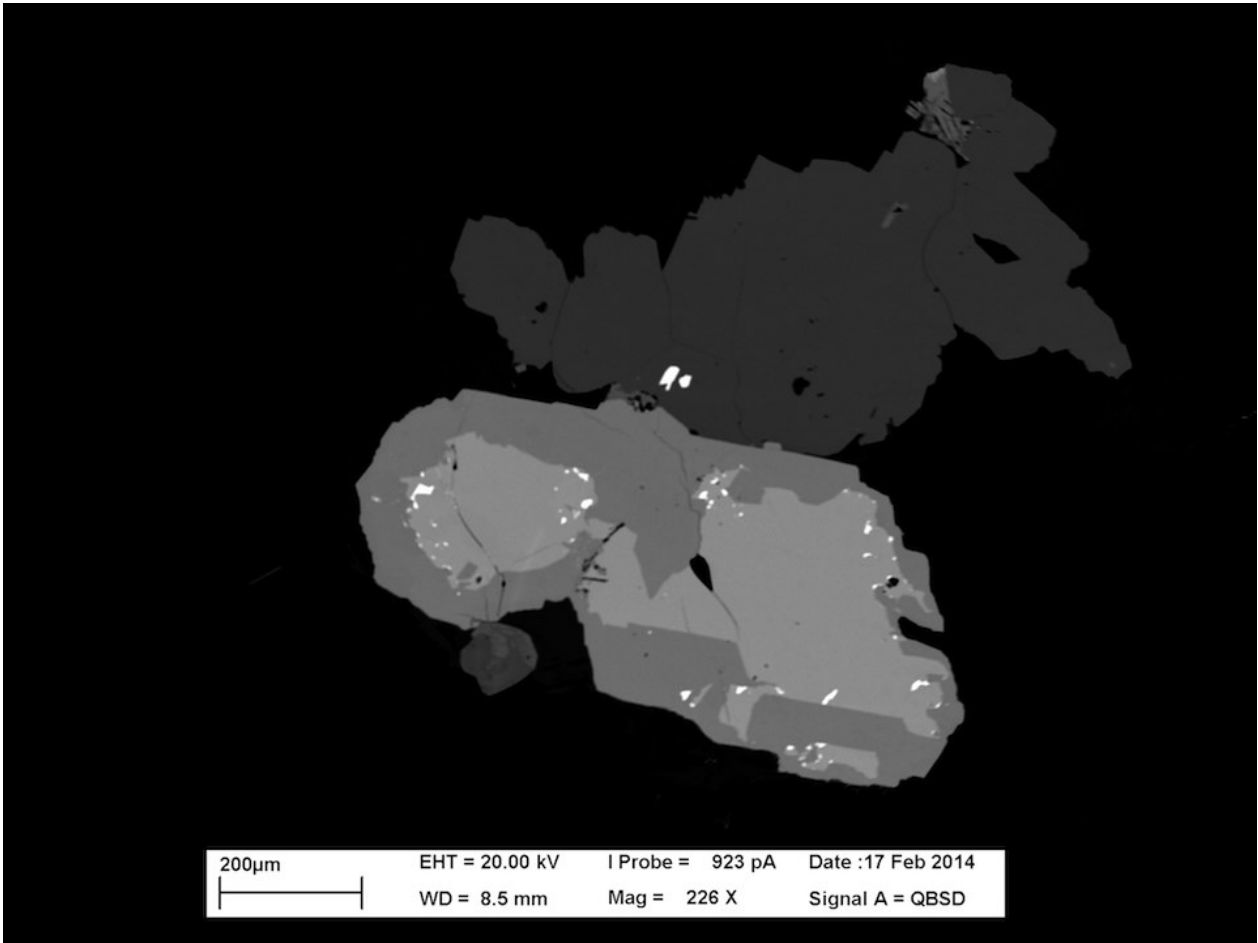 200µm EHT = 20.00 kV I Probe = 923 pA Date :17 Feb 2014
WD = 8.5 mm Mag = 226 X Signal A = QBSD